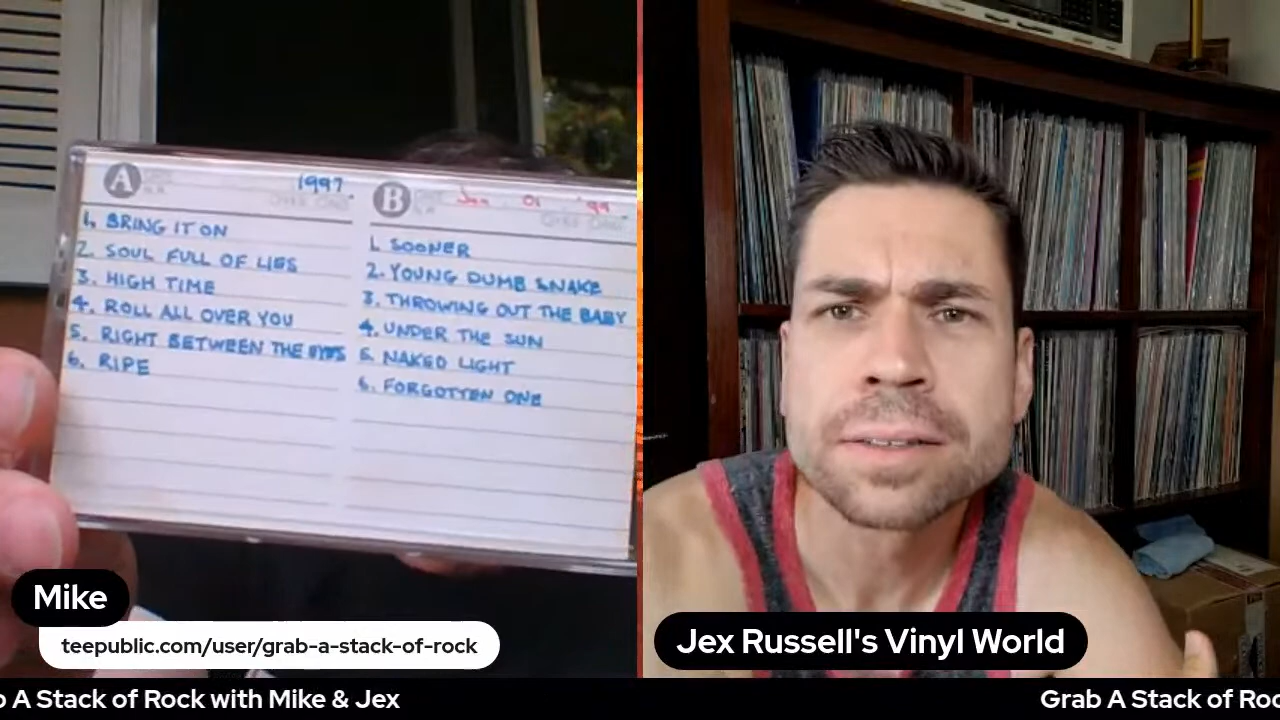 A
1997.
B
Jan. 01 '99.
1. BRING IT ON
2. SOUL FULL OF LIES
3. HIGH TIME
4. ROLL ALL OVER YOU
5. RIGHT BETWEEN THE EYES
6. RIPE
1. SOONER
2. YOUNG DUMB SNAKE
3. THROWING OUT THE BABY
4. UNDER THE SUN
5. NAKED LIGHT
6. FORGOTTEN ONE
Mike
teepublic.com/user/grab-a-stack-of-rock
Jex Russell's Vinyl World
A Stack of Rock with Mike & Jex
Grab A Stack of